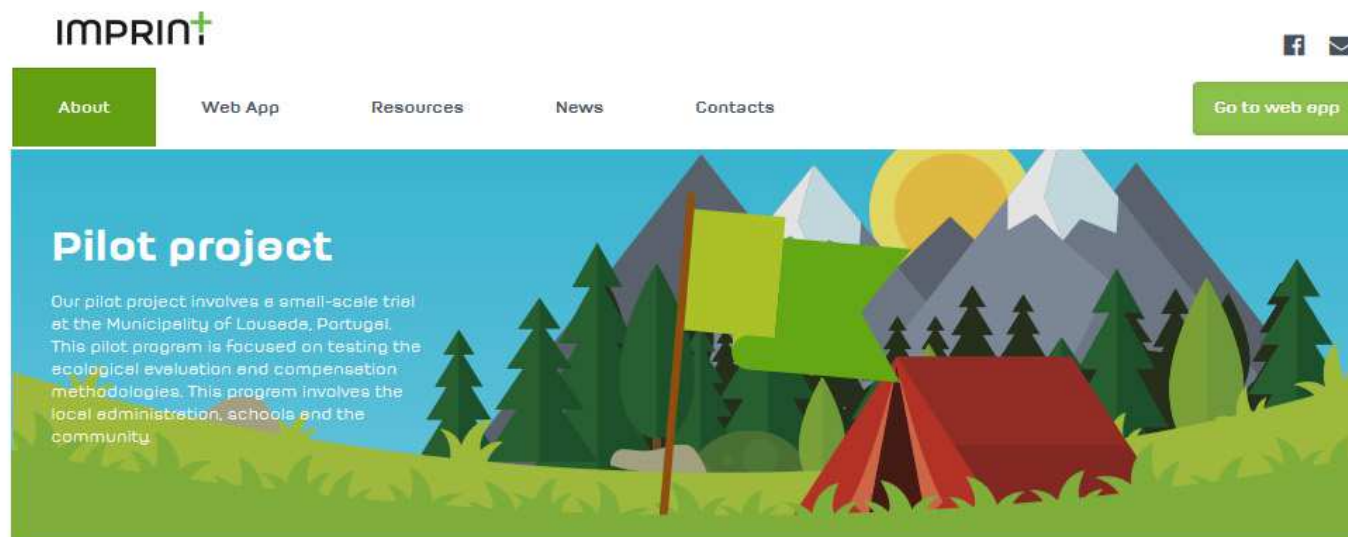 IMPRINT+
About
Web App
Resources
News
Contacts
Go to web app
Pilot project
Our pilot project involves a small-scale trial
at the Municipality of Lousada, Portugal.
This pilot program is focused on testing the
ecological evaluation and compensation
methodologies. This program involves the
local administration, schools and the
community.